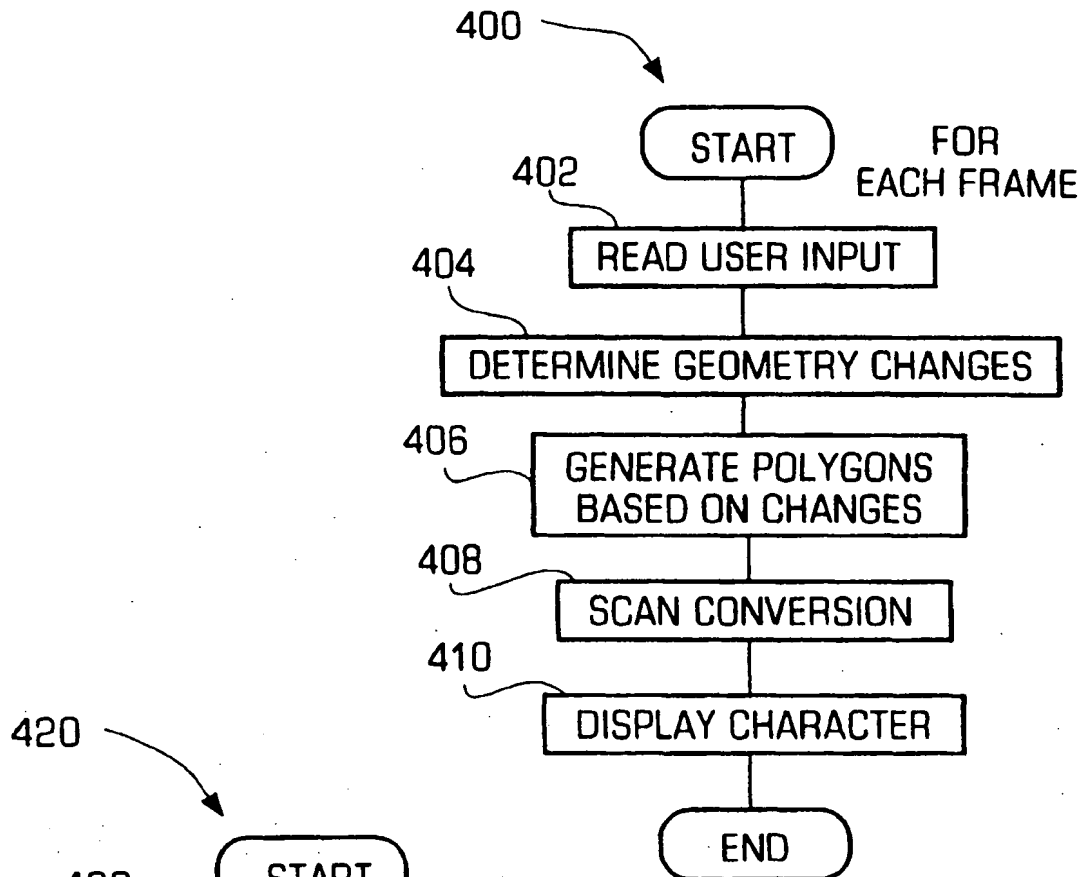 400
START
FOR
EACH FRAME
402
READ USER INPUT
404
DETERMINE GEOMETRY CHANGES
406
GENERATE POLYGONS
BASED ON CHANGES
408
SCAN CONVERSION
410
DISPLAY CHARACTER
420
END
START